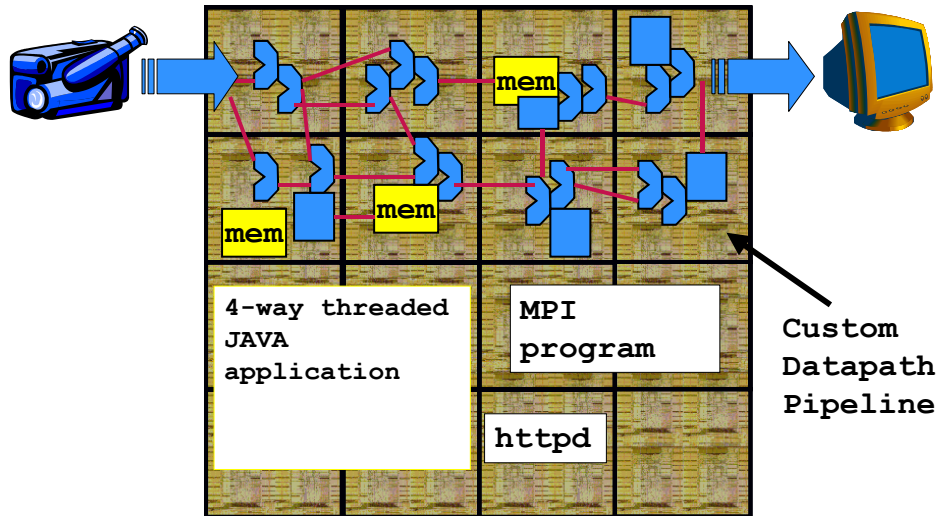 mem
mem
mem
4-way threaded
JAVA
application
MPI
program
httpd
Custom
Datapath
Pipeline